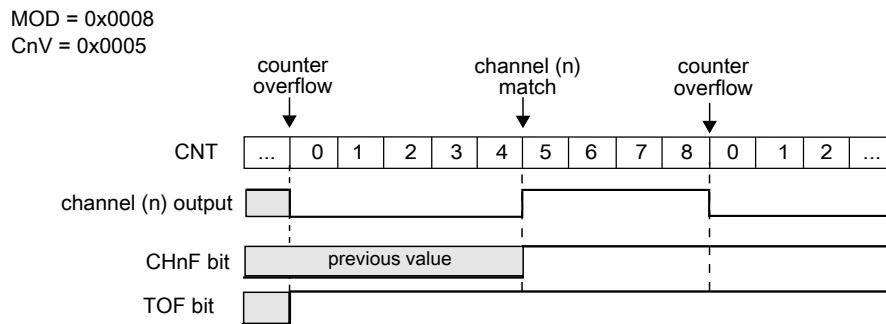 MOD = 0x0008
CnV = 0x0005
counter overflow
channel (n) match
counter overflow
CNT ... 0 1 2 3 4 5 6 7 8 0 1 2 ...
channel (n) output
CHnF bit previous value
TOF bit